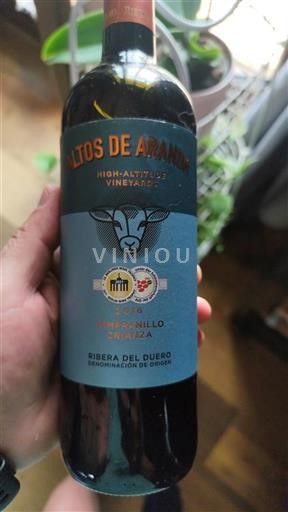 ALTOS DE ARANDA
HIGH-ALTITUDE
VINEYARDS
VINIOU
TEMPRANILLO
CRIANZA
RIBERA DEL DUERO
DENOMINACIÓN DE ORIGEN